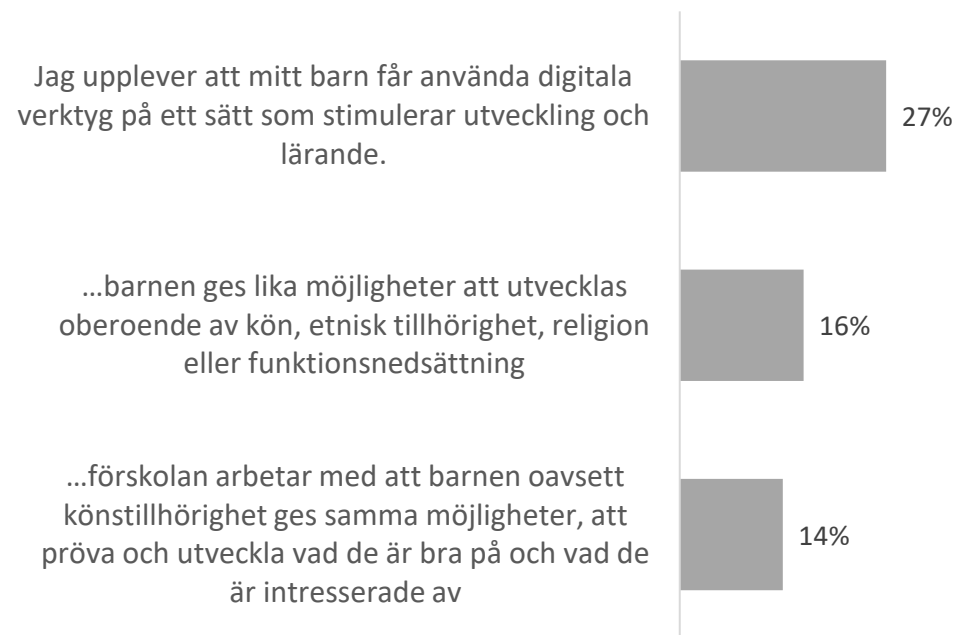 Jag upplever att mitt barn får använda digitala
verktyg på ett sätt som stimulerar utveckling och
lärande.
27%
...barnen ges lika möjligheter att utvecklas
oberoende av kön, etnisk tillhörighet, religion
eller funktionsnedsättning
16%
...förskolan arbetar med att barnen oavsett
könstillhörighet ges samma möjligheter, att
pröva och utveckla vad de är bra på och vad de
är intresserade av
14%